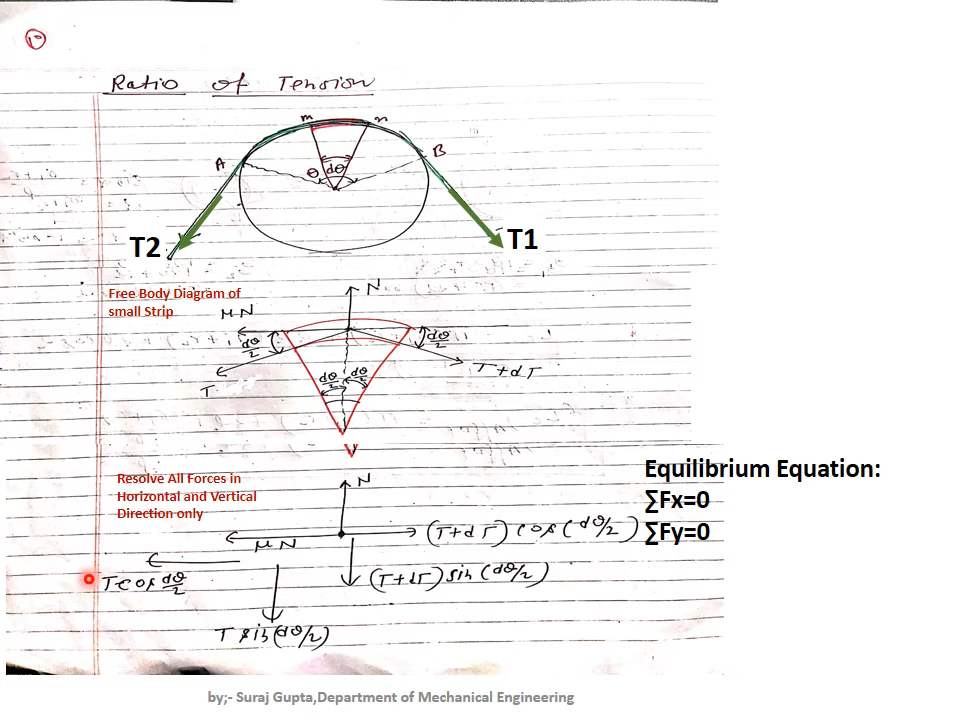 10
Ratio of Tension
m n
A B
θ dθ
T2 T1
Free Body Diagram of
small Strip
N
μN
dθ/2 dθ/2
T T+dT
dθ/2 dθ/2
Resolve All Forces in
Horizontal and Vertical
Direction only
Equilibrium Equation:
∑Fx=0
∑Fy=0
N
μN
(T+dT) cos (dθ/2)
T cos dθ/2
(T+dT) sin (dθ/2)
T sin (dθ/2)
by;- Suraj Gupta,Department of Mechanical Engineering